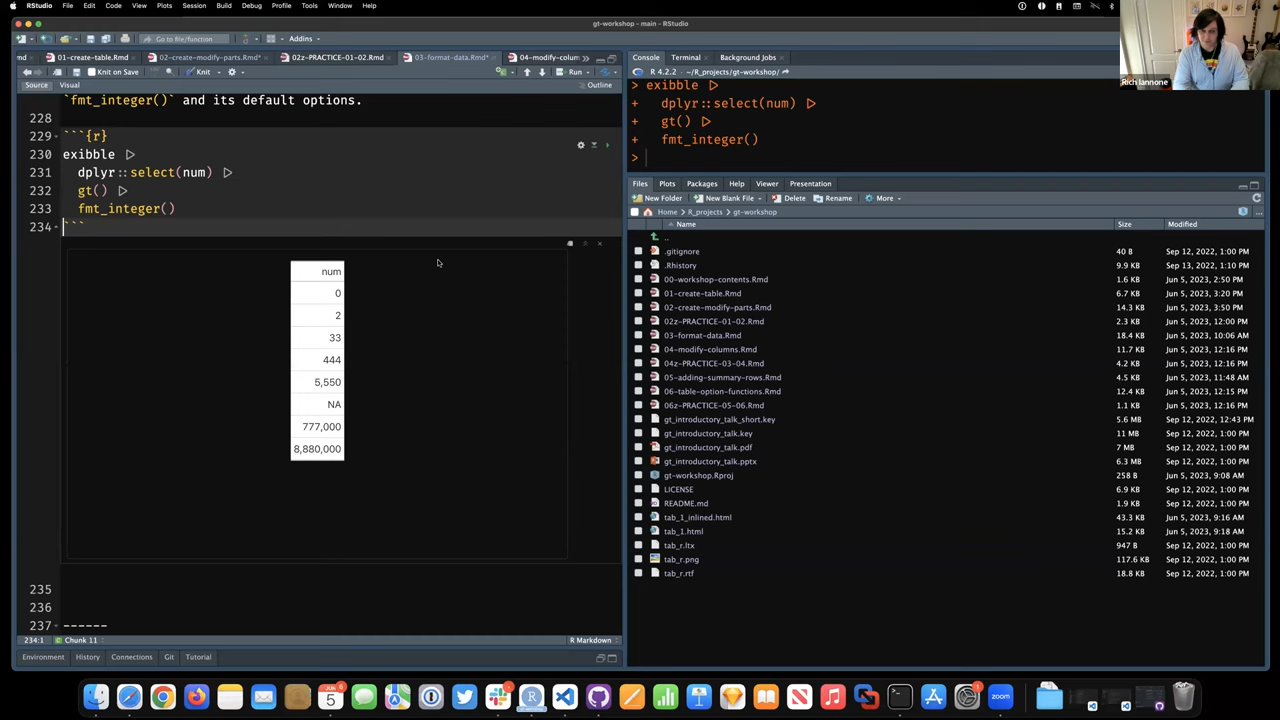 RStudio File Edit Code View Plots Session Build Debug Profile Tools Window Help
gt-workshop - main - RStudio
Go to file/function Addins
md 01-create-table.Rmd 02-create-modify-parts.Rmd* 02z-PRACTICE-01-02.Rmd 03-format-data.Rmd* 04-modify-colum
Knit on Save Knit Run
Source Visual Outline
`fmt_integer()` and its default options.
228
229 ```{r}
230 exibble |>
231 dplyr::select(num) |>
232 gt() |>
233 fmt_integer()
234 ```
num
0
2
33
444
5,550
NA
777,000
8,880,000
235
236
237 ------
234:1 Chunk 11 R Markdown
Environment History Connections Git Tutorial
Console Terminal Background Jobs
R 4.2.2 · ~/R_projects/gt-workshop/
> exibble |>
+ dplyr::select(num) |>
+ gt() |>
+ fmt_integer()
>
Files Plots Packages Help Viewer Presentation
New Folder New Blank File Delete Rename More
Home R_projects gt-workshop
Name Size Modified
..
.gitignore 40 B Sep 12, 2022, 1:00 PM
.Rhistory 9.9 KB Sep 13, 2022, 1:10 PM
00-workshop-contents.Rmd 1.6 KB Jun 5, 2023, 2:50 PM
01-create-table.Rmd 6.7 KB Jun 5, 2023, 3:20 PM
02-create-modify-parts.Rmd 14.3 KB Jun 5, 2023, 3:50 PM
02z-PRACTICE-01-02.Rmd 2.3 KB Jun 5, 2023, 12:00 PM
03-format-data.Rmd 18.4 KB Jun 5, 2023, 10:06 AM
04-modify-columns.Rmd 11.7 KB Jun 5, 2023, 12:16 PM
04z-PRACTICE-03-04.Rmd 4.2 KB Jun 5, 2023, 12:16 PM
05-adding-summary-rows.Rmd 4.5 KB Jun 5, 2023, 11:48 AM
06-table-option-functions.Rmd 12.4 KB Jun 5, 2023, 12:15 PM
06z-PRACTICE-05-06.Rmd 1.1 KB Jun 5, 2023, 12:16 PM
gt_introductory_talk_short.key 5.6 MB Sep 12, 2022, 12:43 PM
gt_introductory_talk.key 11 MB Sep 12, 2022, 1:00 PM
gt_introductory_talk.pdf 7 MB Sep 12, 2022, 1:00 PM
gt_introductory_talk.pptx 6.3 MB Sep 12, 2022, 1:00 PM
gt-workshop.Rproj 258 B Jun 5, 2023, 9:08 AM
LICENSE 6.9 KB Sep 12, 2022, 1:00 PM
README.md 1.9 KB Sep 12, 2022, 1:00 PM
tab_1_inlined.html 43.3 KB Jun 5, 2023, 9:16 AM
tab_1.html 15.2 KB Jun 5, 2023, 9:18 AM
tab_r.ltx 947 B Sep 12, 2022, 1:00 PM
tab_r.png 117.6 KB Sep 12, 2022, 1:00 PM
tab_r.rtf 18.8 KB Sep 12, 2022, 1:00 PM
Rich Iannone
JUN 5
zoom